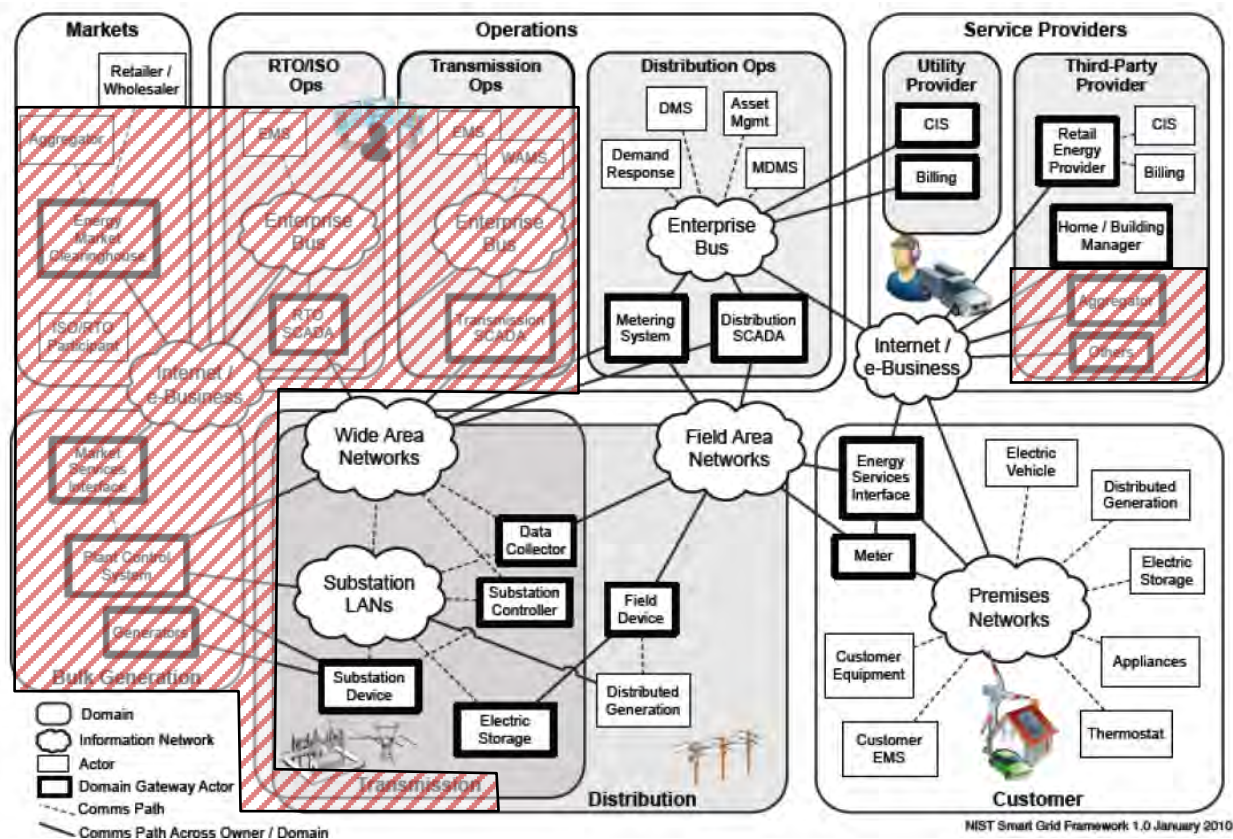 Markets
Retailer /
Wholesaler
Aggregator
Energy
Market
Clearinghouse
ISO/RTO
Participant
Internet /
e-Business
Operations
RTO/ISO
Ops
EMS
Enterprise
Bus
RTO
SCADA
Transmission
Ops
EMS
WAMS
Enterprise
Bus
Transmission
SCADA
Distribution Ops
DMS
Asset
Mgmt
Demand
Response
MDMS
Enterprise
Bus
Metering
System
Distribution
SCADA
Service Providers
Utility
Provider
CIS
Billing
Third-Party
Provider
Retail
Energy
Provider
CIS
Billing
Home / Building
Manager
Aggregator
Others
Internet /
e-Business
Market
Services
Interface
Plant Control
System
Generators
Bulk Generation
Wide Area
Networks
Field Area
Networks
Data
Collector
Substation
LANs
Substation
Controller
Field
Device
Substation
Device
Electric
Storage
Distributed
Generation
Transmission
Distribution
Energy
Services
Interface
Meter
Electric
Vehicle
Distributed
Generation
Electric
Storage
Premises
Networks
Appliances
Customer
Equipment
Thermostat
Customer
EMS
Customer
Domain
Information Network
Actor
Domain Gateway Actor
Comms Path
Comms Path Across Owner / Domain
NIST Smart Grid Framework 1.0 January 2010